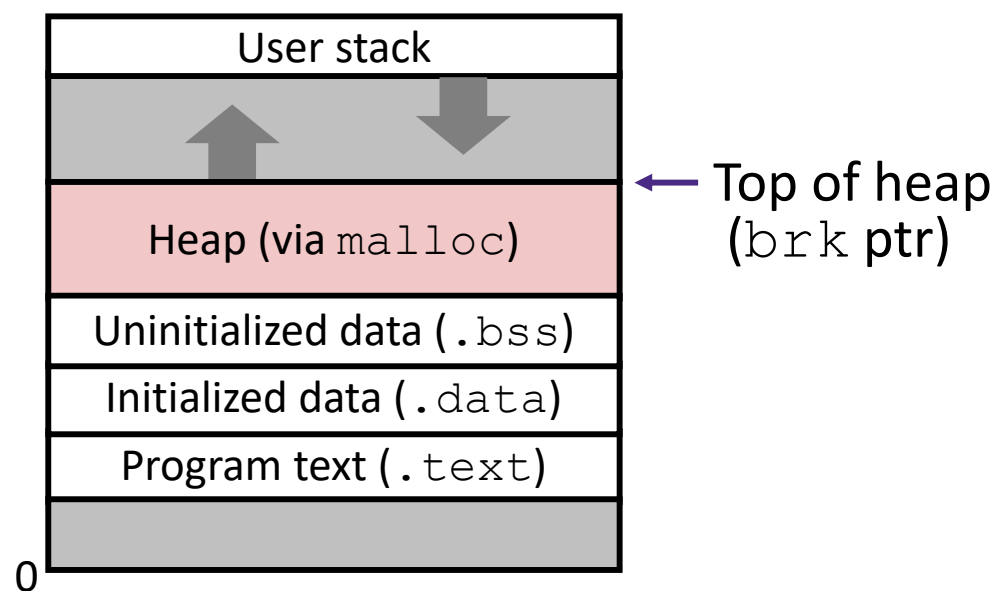 User stack
Top of heap
(brk ptr)
Heap (via malloc)
Uninitialized data (.bss)
Initialized data (.data)
Program text (.text)
0